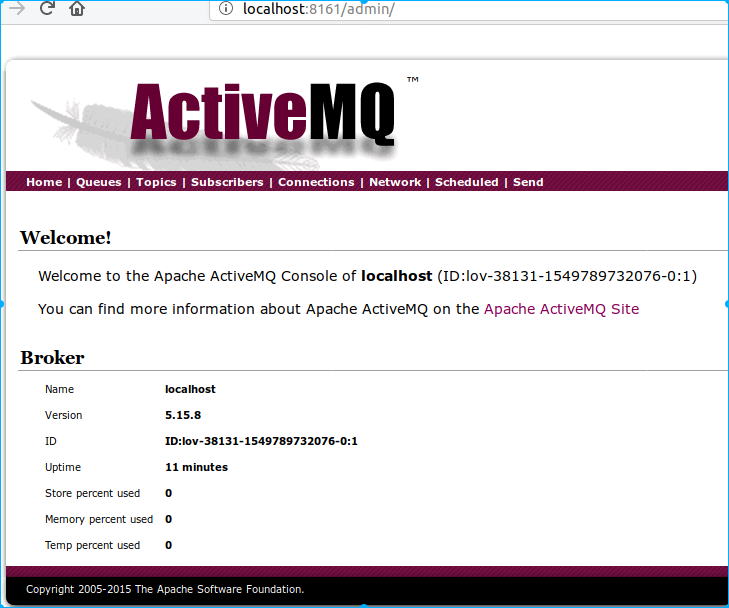 localhost:8161/admin/
ActiveMQ ™
Home | Queues | Topics | Subscribers | Connections | Network | Scheduled | Send
Welcome!
Welcome to the Apache ActiveMQ Console of localhost (ID:lov-38131-1549789732076-0:1)
You can find more information about Apache ActiveMQ on the Apache ActiveMQ Site
Broker
Name localhost
Version 5.15.8
ID ID:lov-38131-1549789732076-0:1
Uptime 11 minutes
Store percent used 0
Memory percent used 0
Temp percent used 0
Copyright 2005-2015 The Apache Software Foundation.